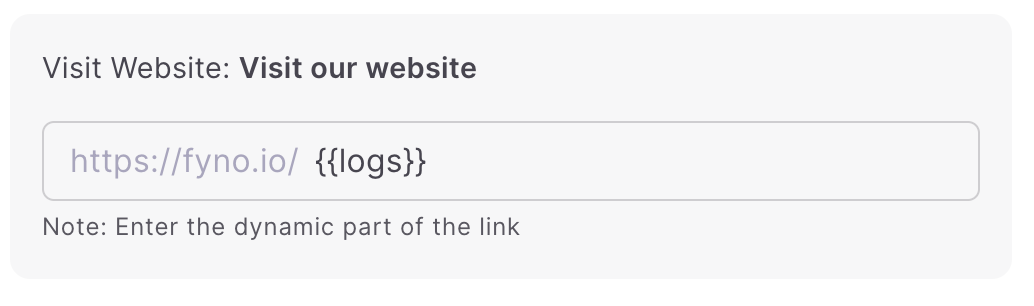 Visit Website: Visit our website
https://fyno.io/ {{logs}}
Note: Enter the dynamic part of the link